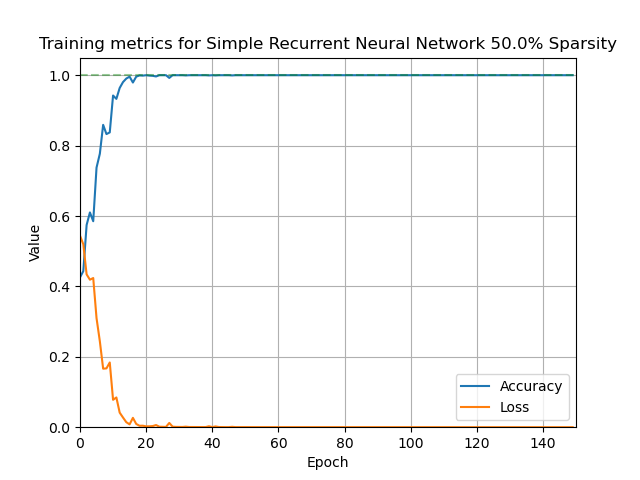 Training metrics for Simple Recurrent Neural Network 50.0% Sparsity
1.0
0.8
0.6
0.4
0.2
0.0
Value
0 20 40 60 80 100 120 140
Epoch
Accuracy
Loss